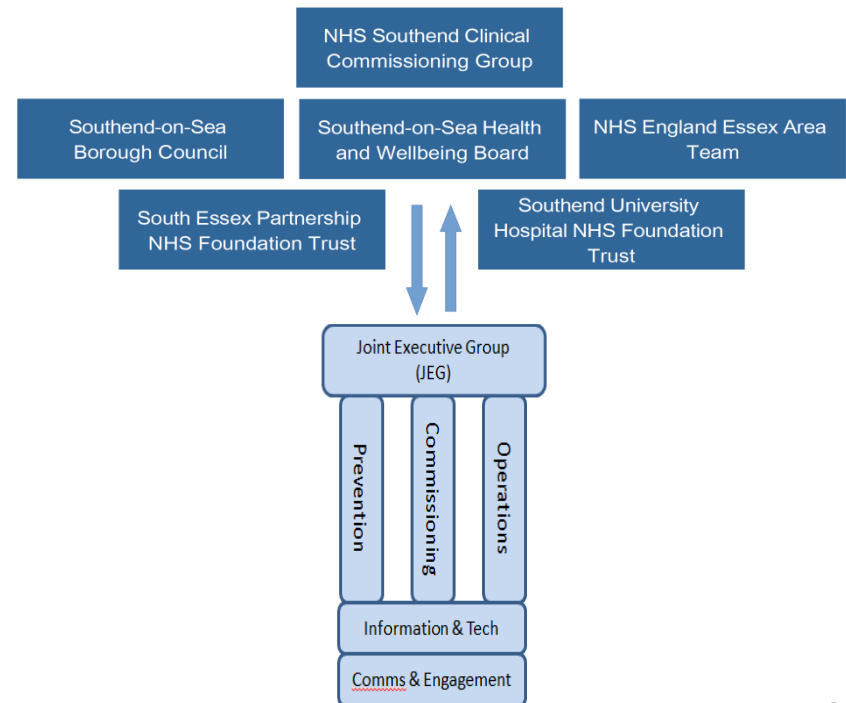 NHS Southend Clinical
Commissioning Group
Southend-on-Sea
Borough Council
Southend-on-Sea Health
and Wellbeing Board
NHS England Essex Area
Team
South Essex Partnership
NHS Foundation Trust
Southend University
Hospital NHS Foundation
Trust
Joint Executive Group
(JEG)
Prevention
Commissioning
Operations
Information & Tech
Comms & Engagement